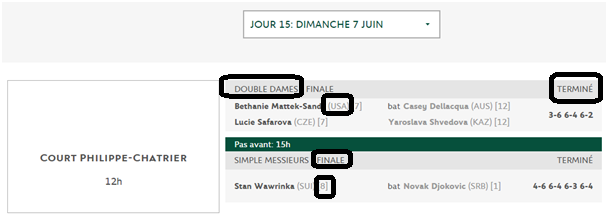 JOUR 15: DIMANCHE 7 JUIN
COURT PHILIPPE-CHATRIER
12h
DOUBLE DAMES FINALE TERMINÉ
Bethanie Mattek-Sand (USA) 7] bat Casey Dellacqua (AUS) [12]
Lucie Safarova (CZE) [7] Yaroslava Shvedova (KAZ) [12]
3-6 6-4 6-2
Pas avant: 15h
SIMPLE MESSIEURS FINALE TERMINÉ
Stan Wawrinka (SUI) 8] bat Novak Djokovic (SRB) [1] 4-6 6-4 6-3 6-4